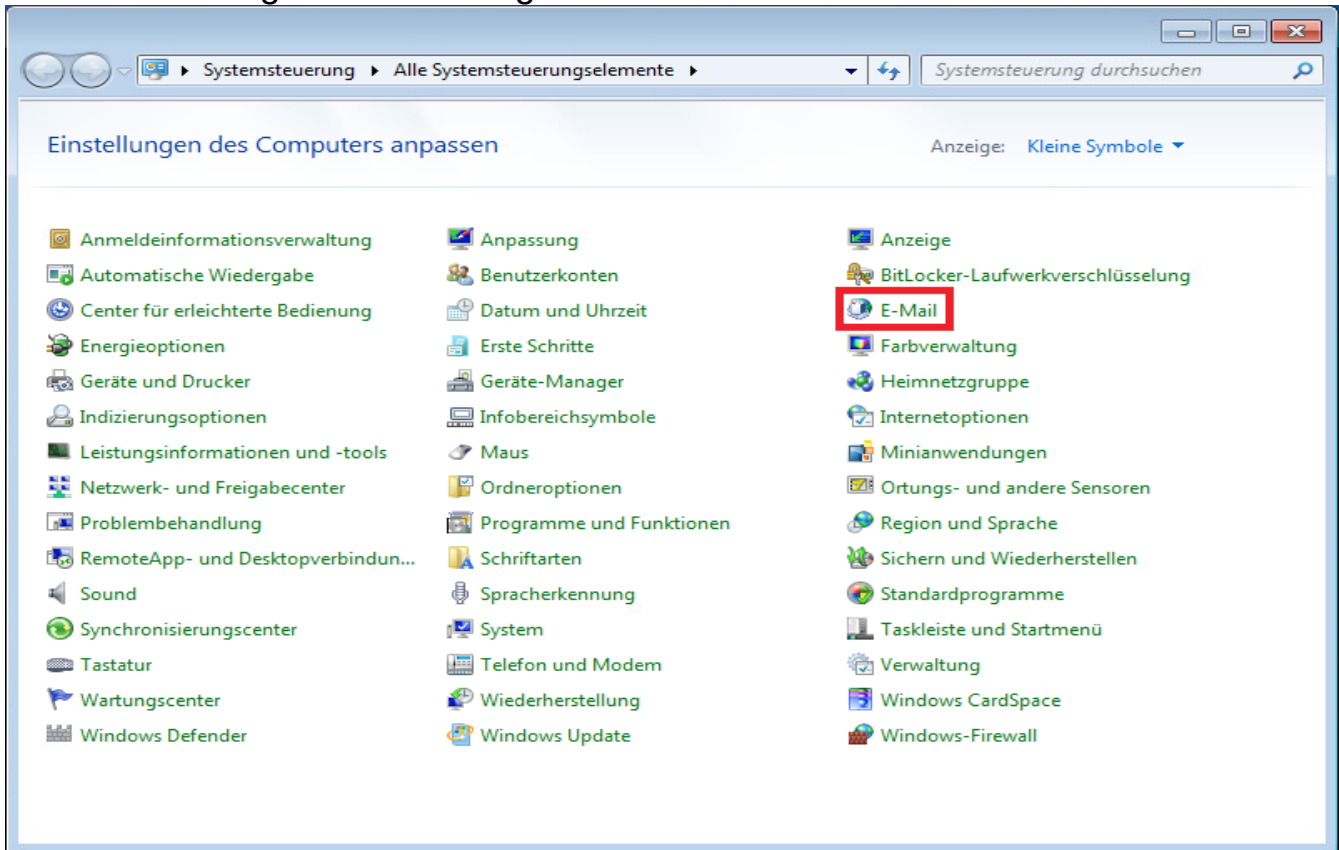 Systemsteuerung Alle Systemsteuerungselemente Systemsteuerung durchsuchen
Einstellungen des Computers anpassen Anzeige: Kleine Symbole
Anmeldeinformationsverwaltung Anpassung Anzeige
Automatische Wiedergabe Benutzerkonten BitLocker-Laufwerkverschlüsselung
Center für erleichterte Bedienung Datum und Uhrzeit E-Mail
Energieoptionen Erste Schritte Farbverwaltung
Geräte und Drucker Geräte-Manager Heimnetzgruppe
Indizierungsoptionen Infobereichsymbole Internetoptionen
Leistungsinformationen und -tools Maus Minianwendungen
Netzwerk- und Freigabecenter Ordneroptionen Ortungs- und andere Sensoren
Problembehandlung Programme und Funktionen Region und Sprache
RemoteApp- und Desktopverbindun... Schriftarten Sichern und Wiederherstellen
Sound Spracherkennung Standardprogramme
Synchronisierungscenter System Taskleiste und Startmenü
Tastatur Telefon und Modem Verwaltung
Wartungscenter Wiederherstellung Windows CardSpace
Windows Defender Windows Update Windows-Firewall